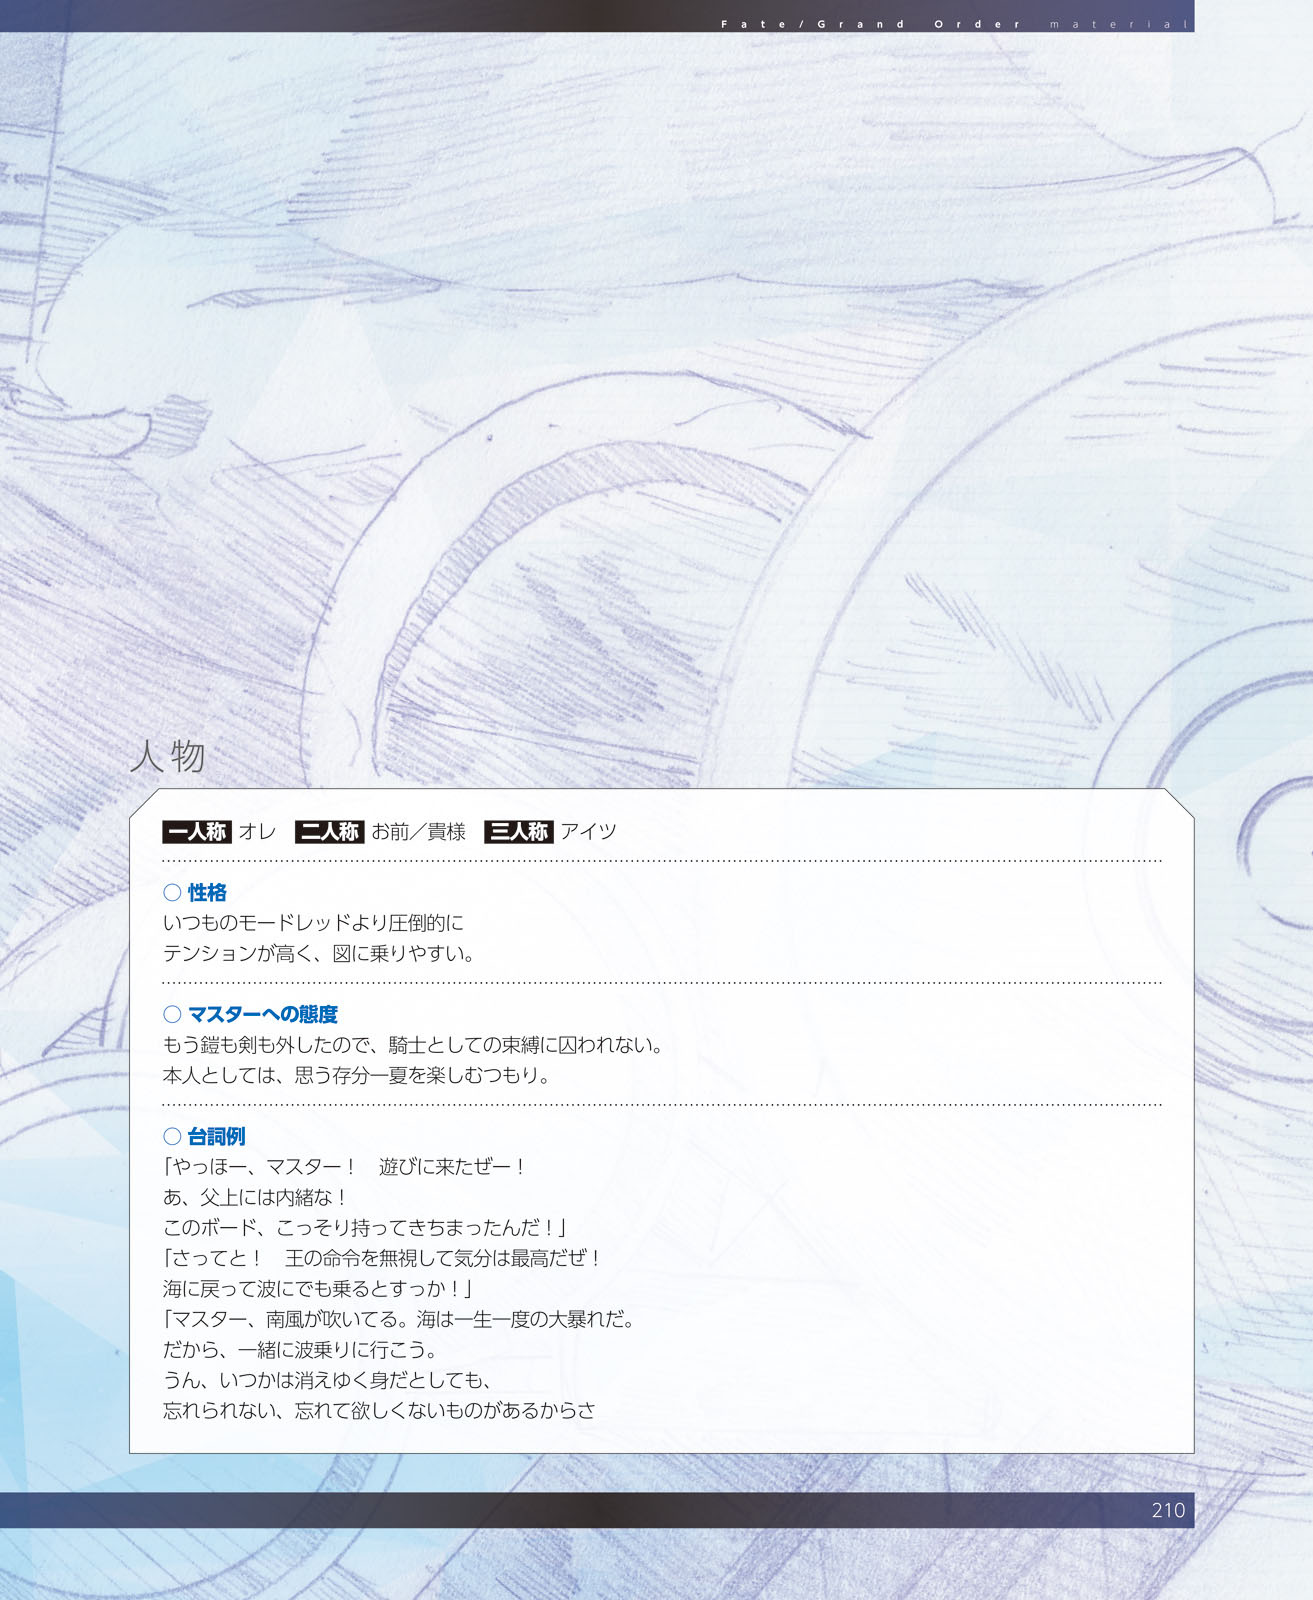 Fate/Grand Order material
人物
一人称 オレ 二人称 お前／貴様 三人称 アイツ
○ 性格
いつものモードレッドより圧倒的に
テンションが高く、図に乗りやすい。
○ マスターへの態度
もう鎧も剣も外したので、騎士としての束縛に囚われない。
本人としては、思う存分一夏を楽しむつもり。
○ 台詞例
「やっほー、マスター！　遊びに来たぜー！
あ、父上には内緒な！
このボード、こっそり持ってきちまったんだ！」
「さってと！　王の命令を無視して気分は最高だぜ！
海に戻って波にでも乗るとすっか！」
「マスター、南風が吹いてる。海は一生一度の大暴れだ。
だから、一緒に波乗りに行こう。
うん、いつかは消えゆく身だとしても、
忘れられない、忘れて欲しくないものがあるからさ
210